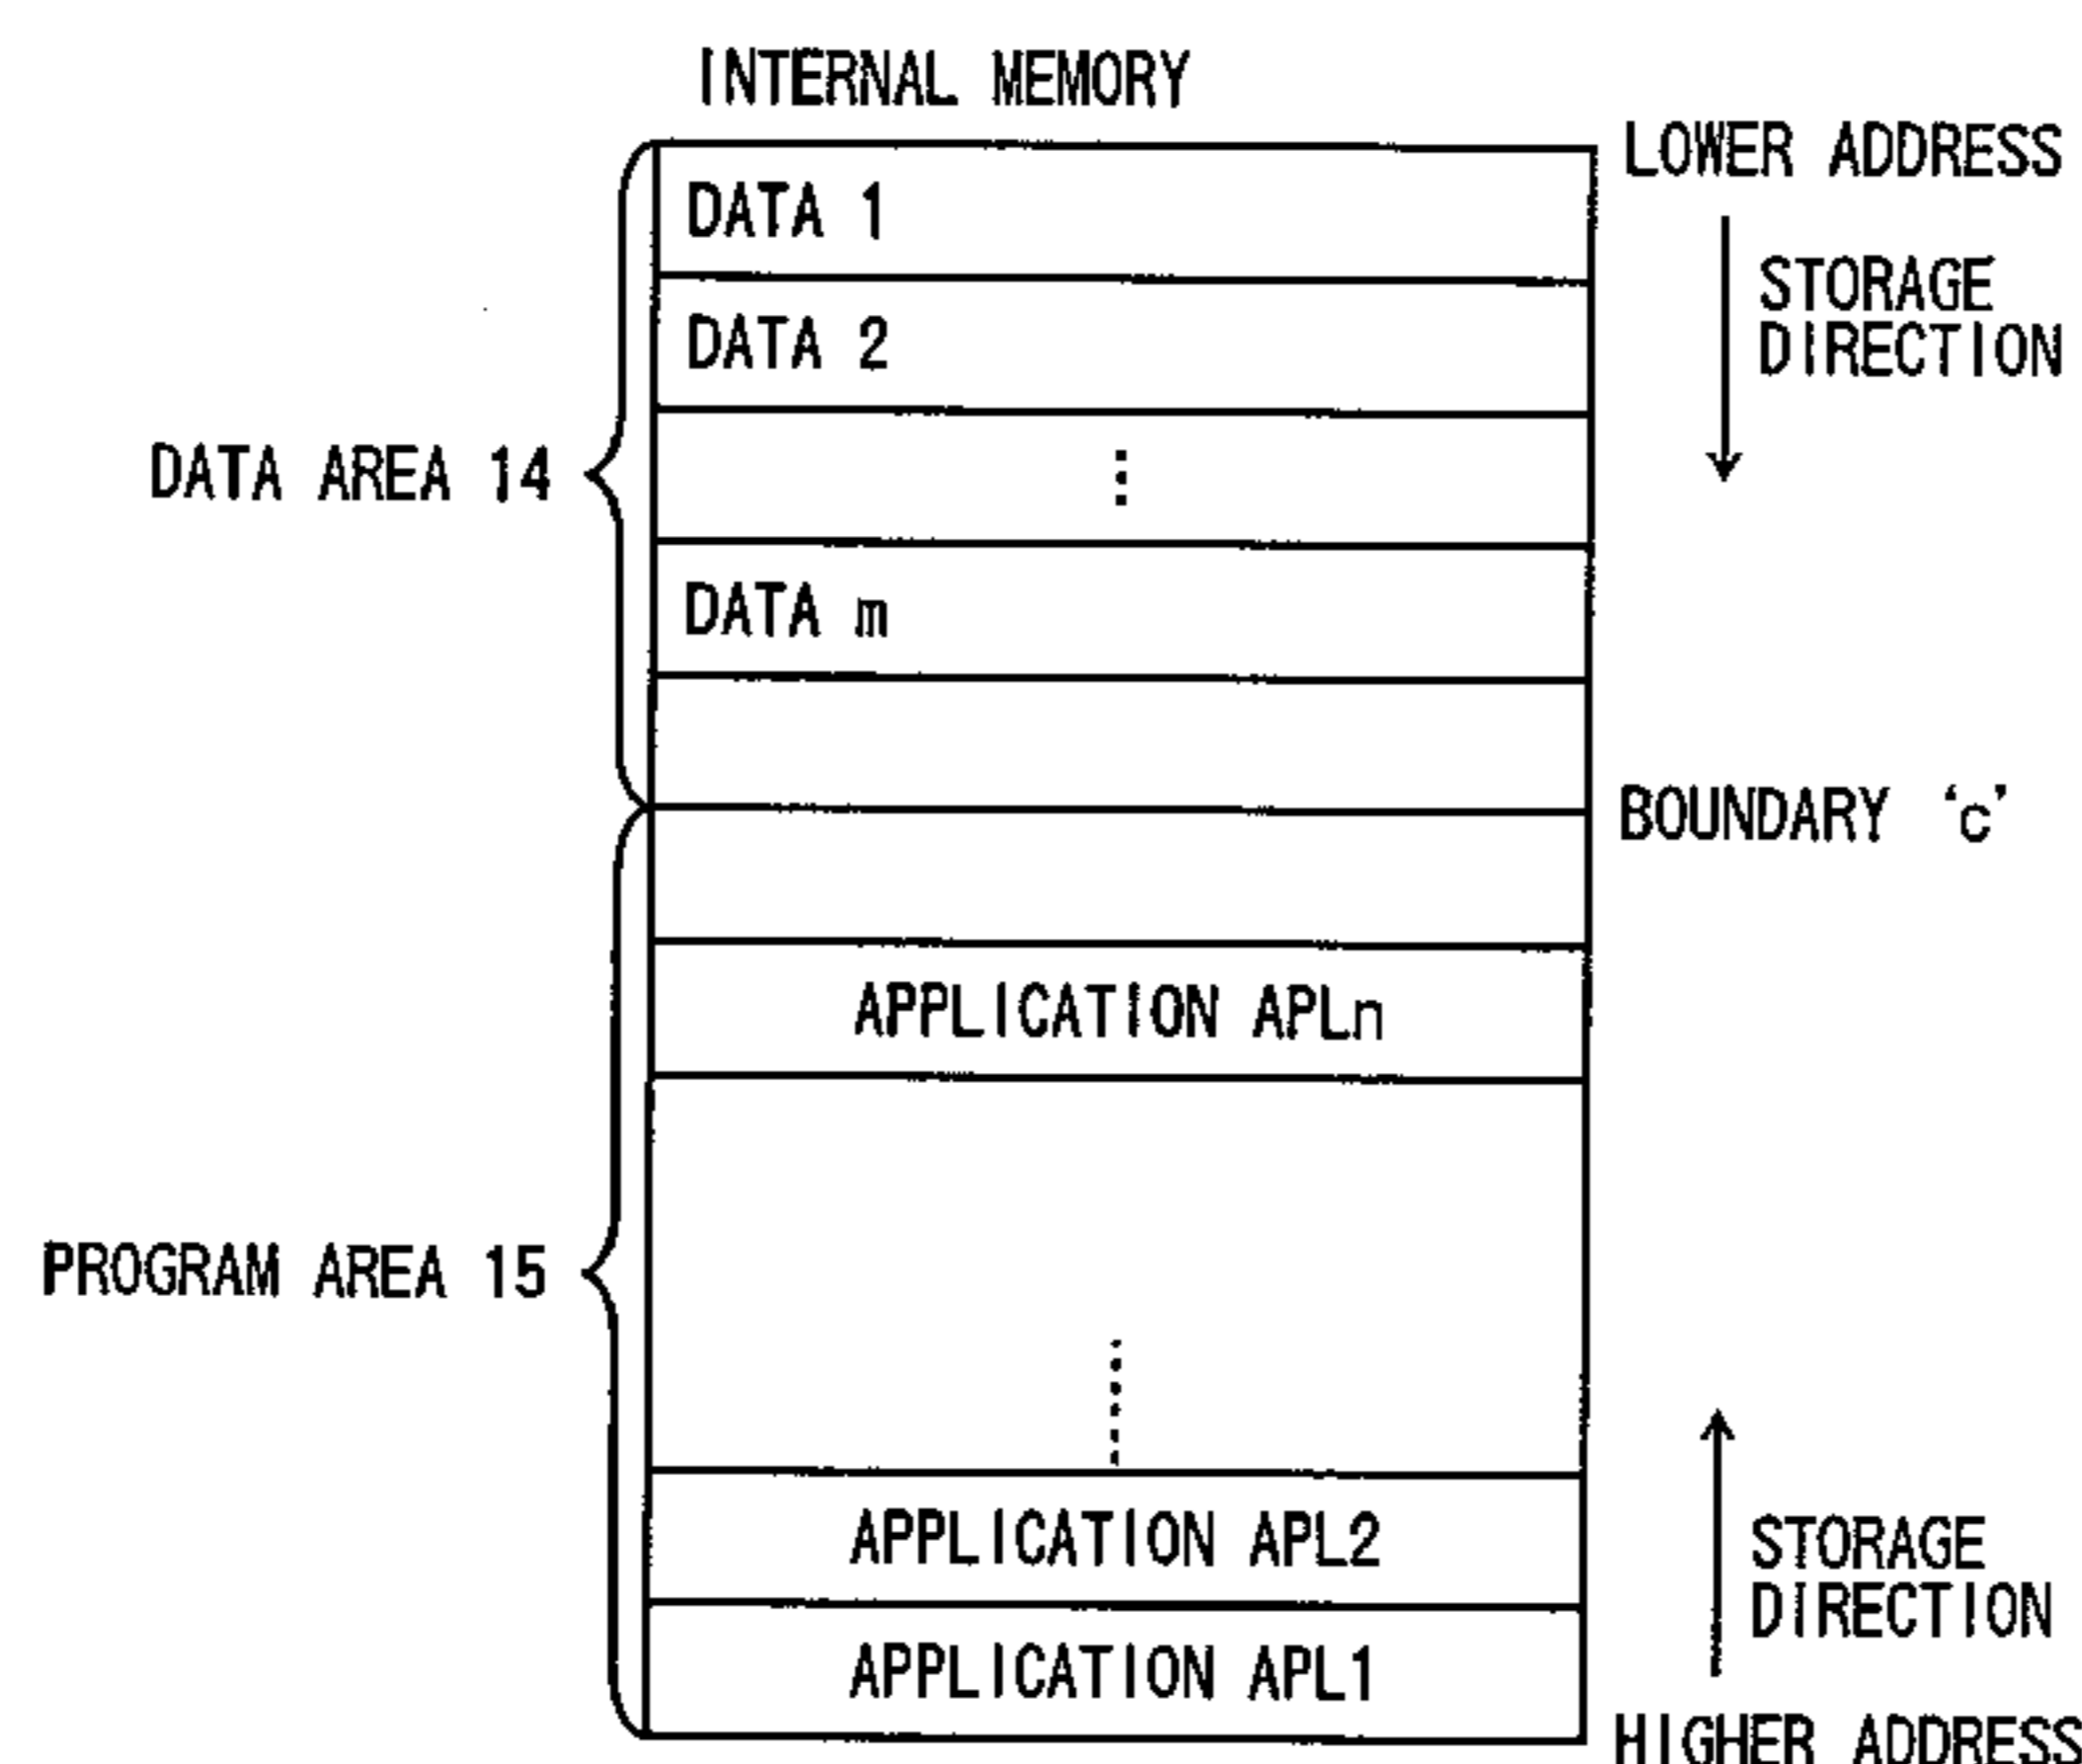 INTERNAL MEMORY
LOWER ADDRESS
DATA 1
STORAGE
DIRECTION
DATA 2
DATA AREA 14
DATA m
BOUNDARY ‘c’
APPLICATION APLn
PROGRAM AREA 15
APPLICATION APL2
STORAGE
DIRECTION
APPLICATION APL1
HIGHER ADDRESS